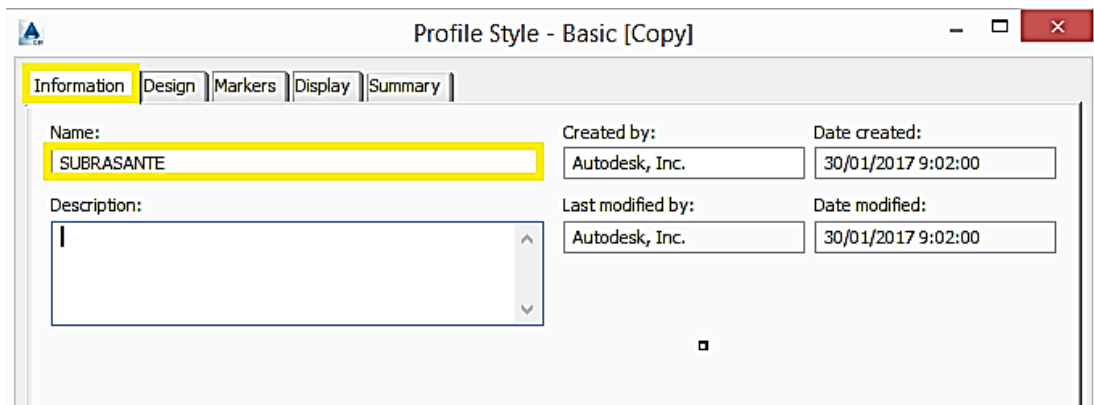 Profile Style - Basic [Copy]
Information Design Markers Display Summary
Name: Created by: Date created:
SUBRASANTE Autodesk, Inc. 30/01/2017 9:02:00
Description: Last modified by: Date modified:
Autodesk, Inc. 30/01/2017 9:02:00